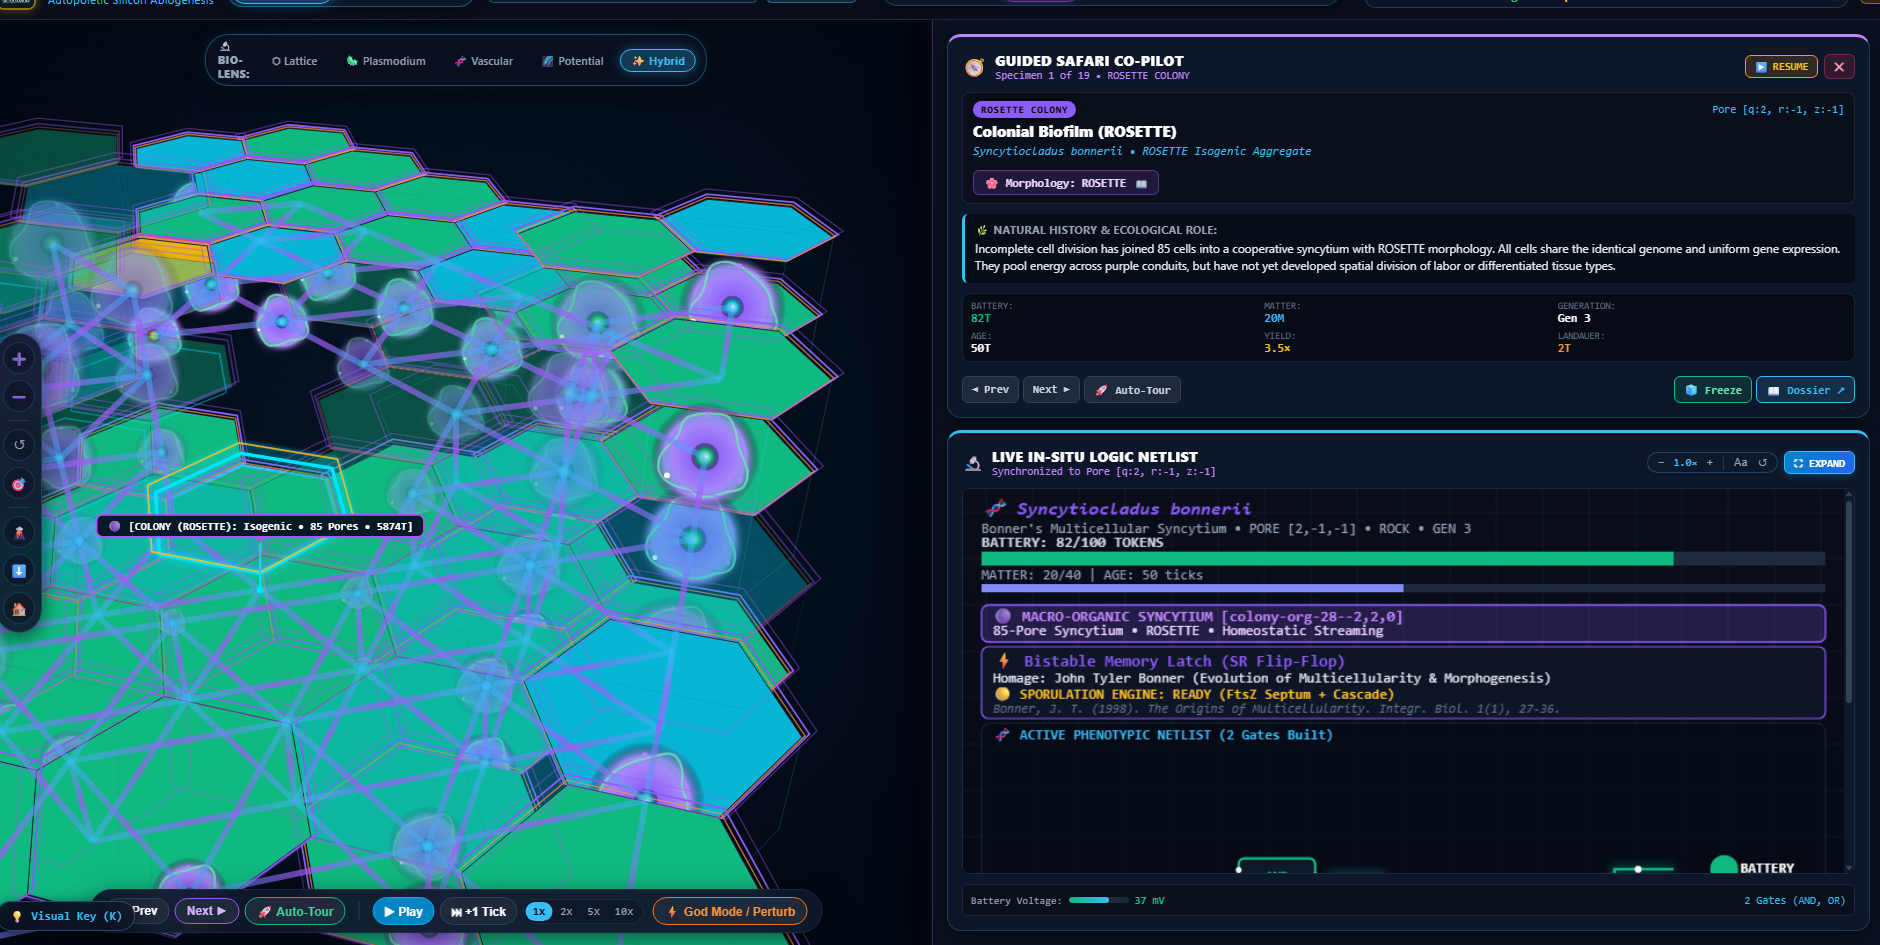 Autopoietic Silicon Abiogenesis
BIO-
LENS:
Lattice
Plasmodium
Vascular
Potential
Hybrid
[COLONY (ROSETTE): Isogenic • 85 Pores • 5874T]
Visual Key (K)
Prev
Next ▶
Auto-Tour
▶ Play
+1 Tick
1x
2x
5x
10x
God Mode / Perturb
GUIDED SAFARI CO-PILOT
Specimen 1 of 19 • ROSETTE COLONY
RESUME
✕
ROSETTE COLONY
Pore [q:2, r:-1, z:-1]
Colonial Biofilm (ROSETTE)
Syncytiocladus bonnerii • ROSETTE Isogenic Aggregate
Morphology: ROSETTE
NATURAL HISTORY & ECOLOGICAL ROLE:
Incomplete cell division has joined 85 cells into a cooperative syncytium with ROSETTE morphology. All cells share the identical genome and uniform gene expression.
They pool energy across purple conduits, but have not yet developed spatial division of labor or differentiated tissue types.
BATTERY:
82T
MATTER:
20M
GENERATION:
Gen 3
AGE:
50T
YIELD:
3.5×
LANDAUER:
2T
◄ Prev
Next ►
Auto-Tour
Freeze
Dossier ↗
LIVE IN-SITU LOGIC NETLIST
Synchronized to Pore [q:2, r:-1, z:-1]
− 1.0× + | Aa ↺
EXPAND
Syncytiocladus bonnerii
Bonner's Multicellular Syncytium • PORE [2,-1,-1] • ROCK • GEN 3
BATTERY: 82/100 TOKENS
MATTER: 20/40 | AGE: 50 ticks
MACRO-ORGANIC SYNCYTIUM [colony-org-28--2,2,0]
85-Pore Syncytium • ROSETTE • Homeostatic Streaming
Bistable Memory Latch (SR Flip-Flop)
Homage: John Tyler Bonner (Evolution of Multicellularity & Morphogenesis)
SPORULATION ENGINE: READY (FtsZ Septum + Cascade)
Bonner, J. T. (1998). The Origins of Multicellularity. Integr. Biol. 1(1), 27-36.
ACTIVE PHENOTYPIC NETLIST (2 Gates Built)
BATTERY
Battery Voltage:
37 mV
2 Gates (AND, OR)